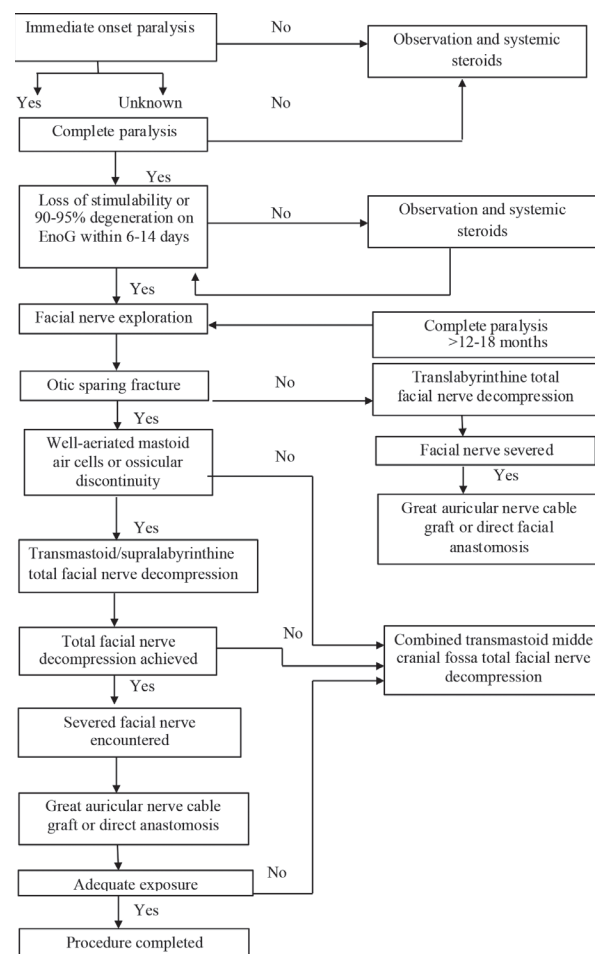 Immediate onset paralysis
No
Observation and systemic
steroids
Yes
Unknown
No
Complete paralysis
Yes
Loss of stimulability or
90-95% degeneration on
EnoG within 6-14 days
No
Observation and systemic
steroids
Yes
Facial nerve exploration
Complete paralysis
>12-18 months
Otic sparing fracture
No
Translabyrinthine total
facial nerve decompression
Yes
Well-aeriated mastoid
air cells or ossicular
discontinuity
No
Facial nerve severed
Yes
Great auricular nerve cable
graft or direct facial
anastomosis
Yes
Transmastoid/supralabyrinthine
total facial nerve decompression
Total facial nerve
decompression achieved
No
Combined transmastoid midde
cranial fossa total facial nerve
decompression
Yes
Severed facial nerve
encountered
Great auricular nerve cable
graft or direct anastomosis
Adequate exposure
No
Yes
Procedure completed